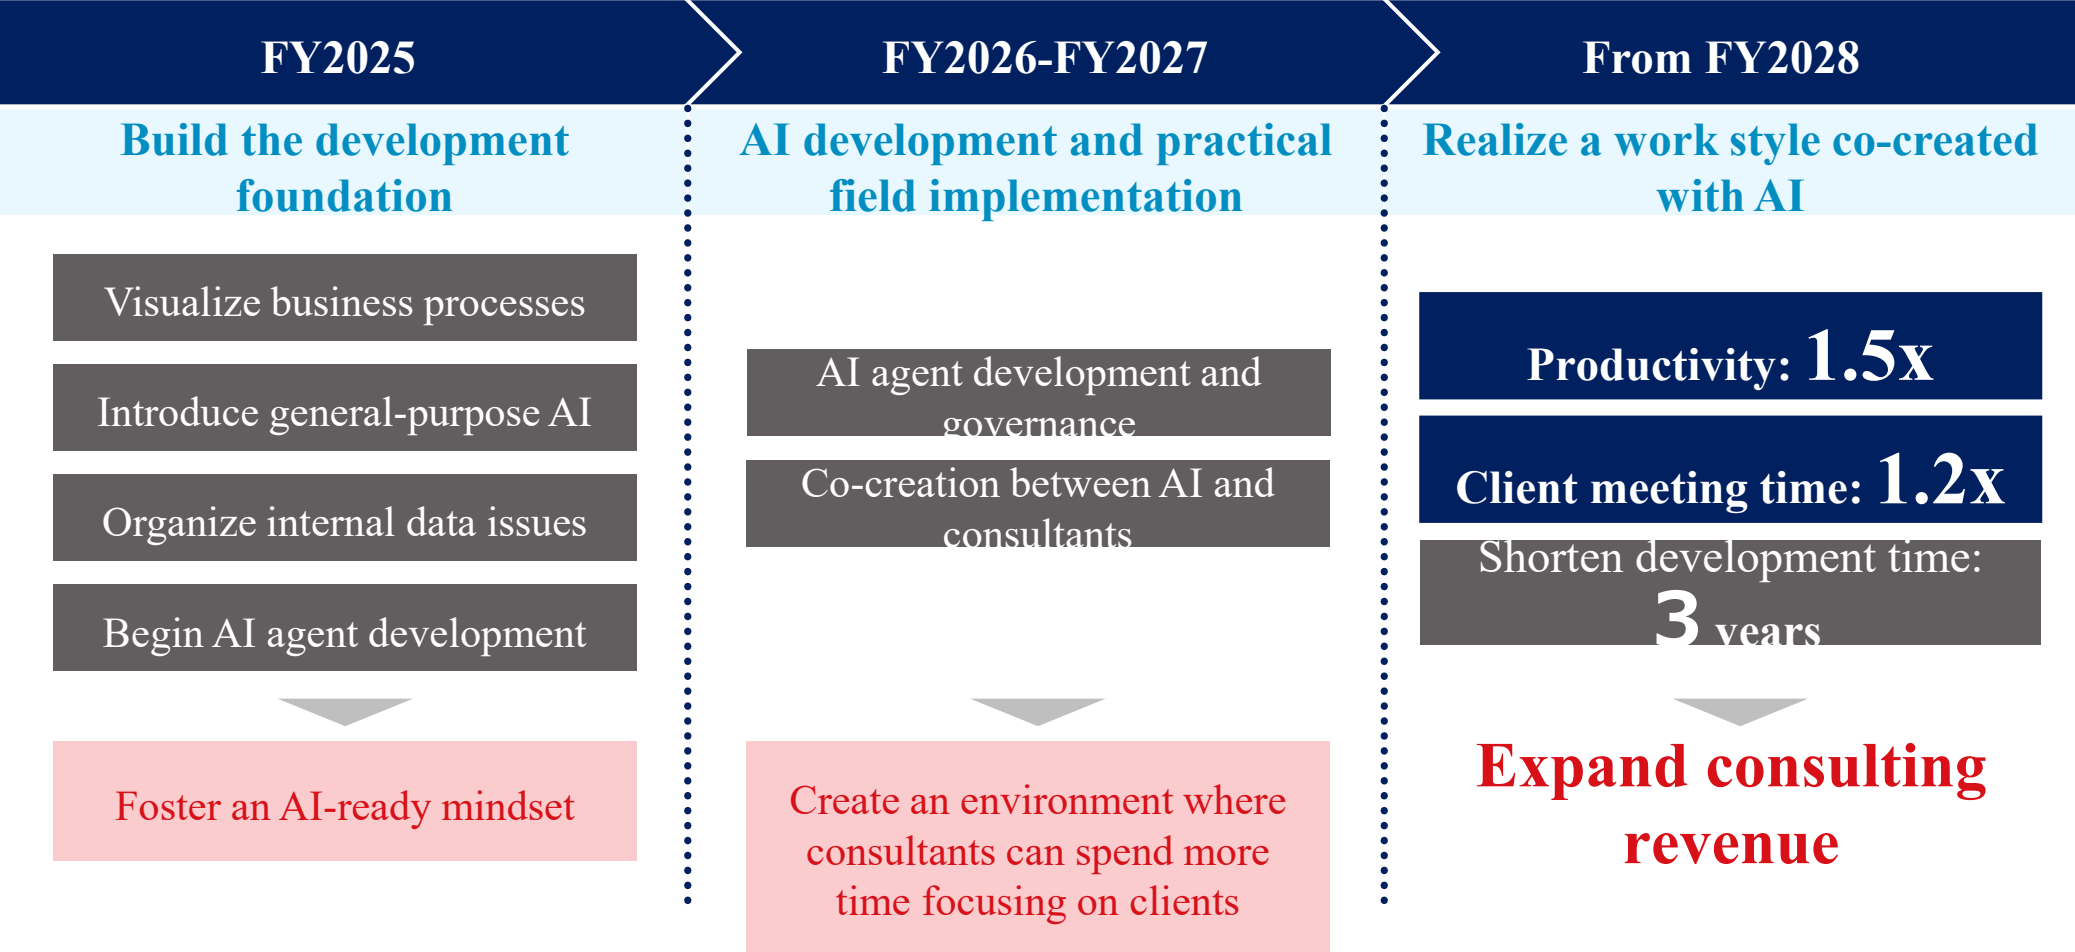 FY2025
FY2026-FY2027
From FY2028
Build the development
foundation
AI development and practical
field implementation
Realize a work style co-created
with AI
Visualize business processes
Introduce general-purpose AI
Organize internal data issues
Begin AI agent development
Foster an AI-ready mindset
AI agent development and
governance
Co-creation between AI and
consultants
Create an environment where
consultants can spend more
time focusing on clients
Productivity: 1.5x
Client meeting time: 1.2x
Shorten development time:
3 years
Expand consulting
revenue